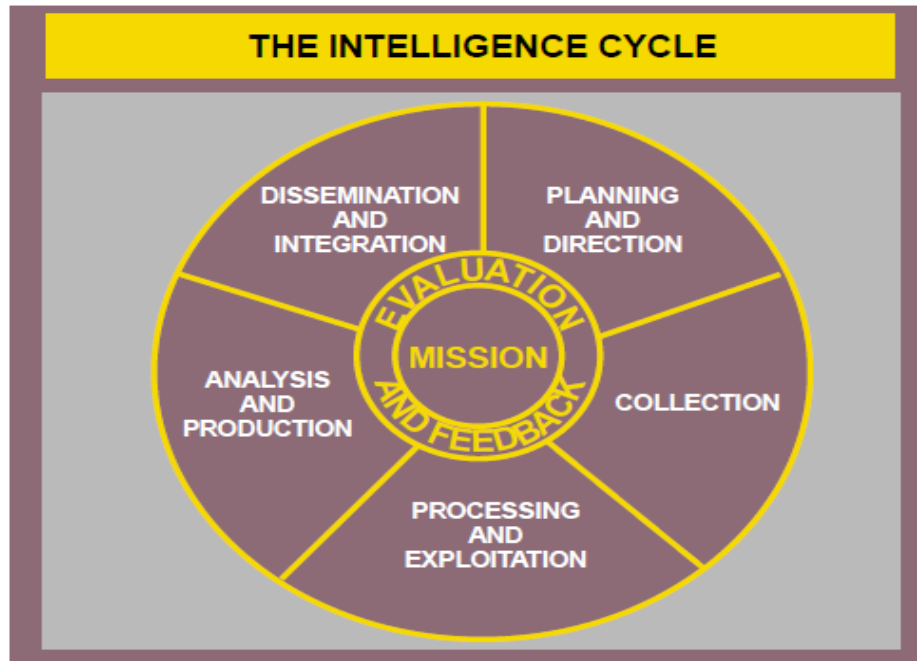 THE INTELLIGENCE CYCLE
DISSEMINATION
AND
INTEGRATION
PLANNING
AND
DIRECTION
EVALUATION
MISSION
AND FEEDBACK
ANALYSIS
AND
PRODUCTION
COLLECTION
PROCESSING
AND
EXPLOITATION